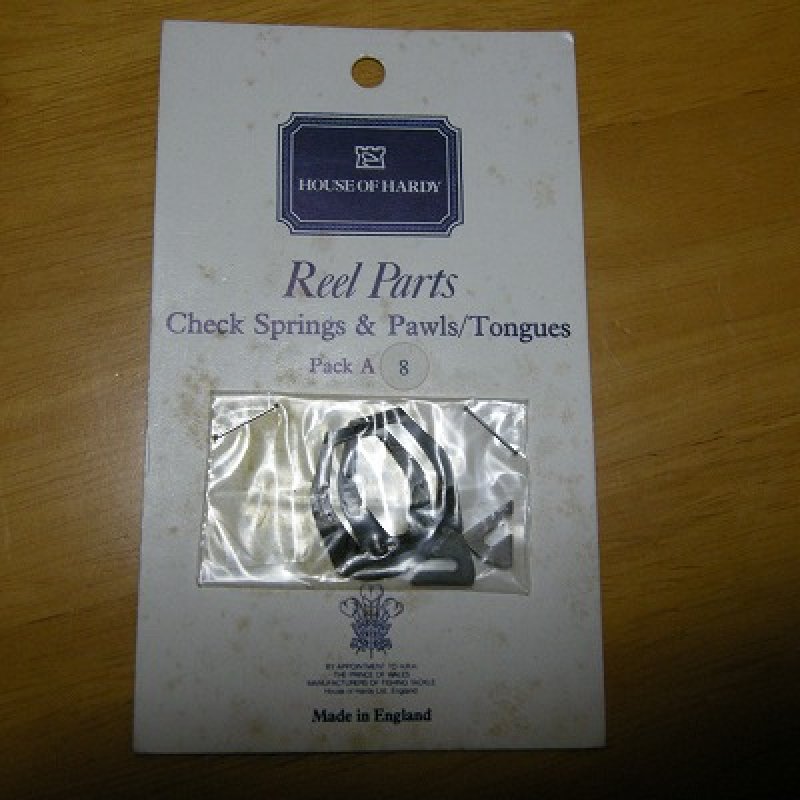 HOUSE OF HARDY
Reel Parts
Check Springs & Pawls/Tongues
Pack A 8
BY APPOINTMENT TO H.R.H.
THE PRINCE OF WALES
MANUFACTURERS OF FISHING TACKLE
House of Hardy Ltd. England
Made in England